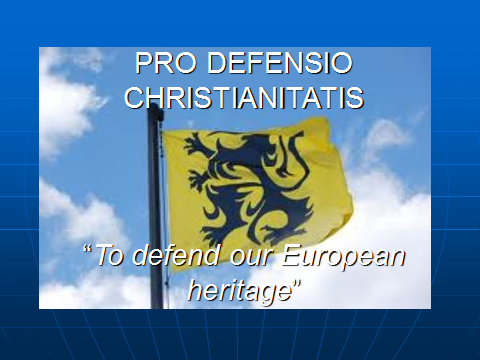 PRO DEFENSIO
CHRISTIANITATIS
“To defend our European
heritage”